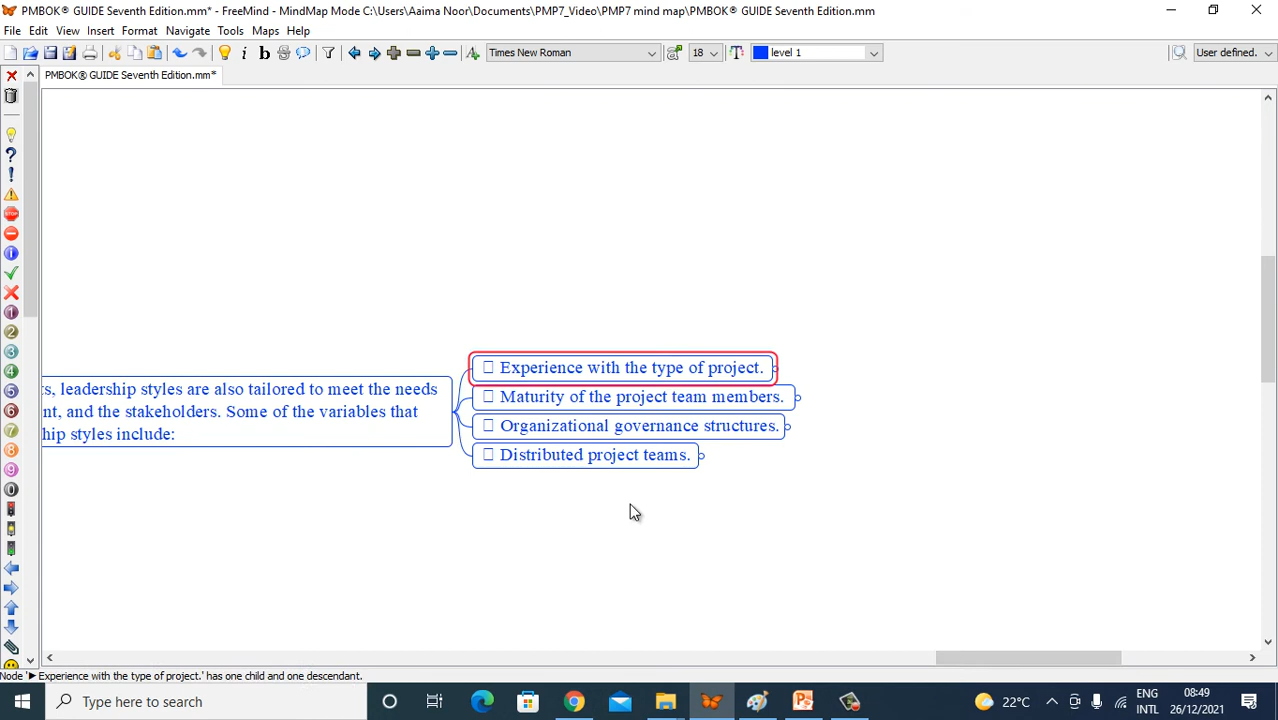 PMBOK® GUIDE Seventh Edition.mm* - FreeMind - MindMap Mode C:\Users\Aaima Noor\Documents\PMP7_Video\PMP7 mind map\PMBOK® GUIDE Seventh Edition.mm
File Edit View Insert Format Navigate Tools Maps Help
Times New Roman 18 level 1 User defined.
PMBOK® GUIDE Seventh Edition.mm*
Experience with the type of project.
ts, leadership styles are also tailored to meet the needs
Maturity of the project team members.
nt, and the stakeholders. Some of the variables that
Organizational governance structures.
hip styles include:
Distributed project teams.
Node '► Experience with the type of project.' has one child and one descendant.
Type here to search
22°C
ENG
INTL
08:49
26/12/2021